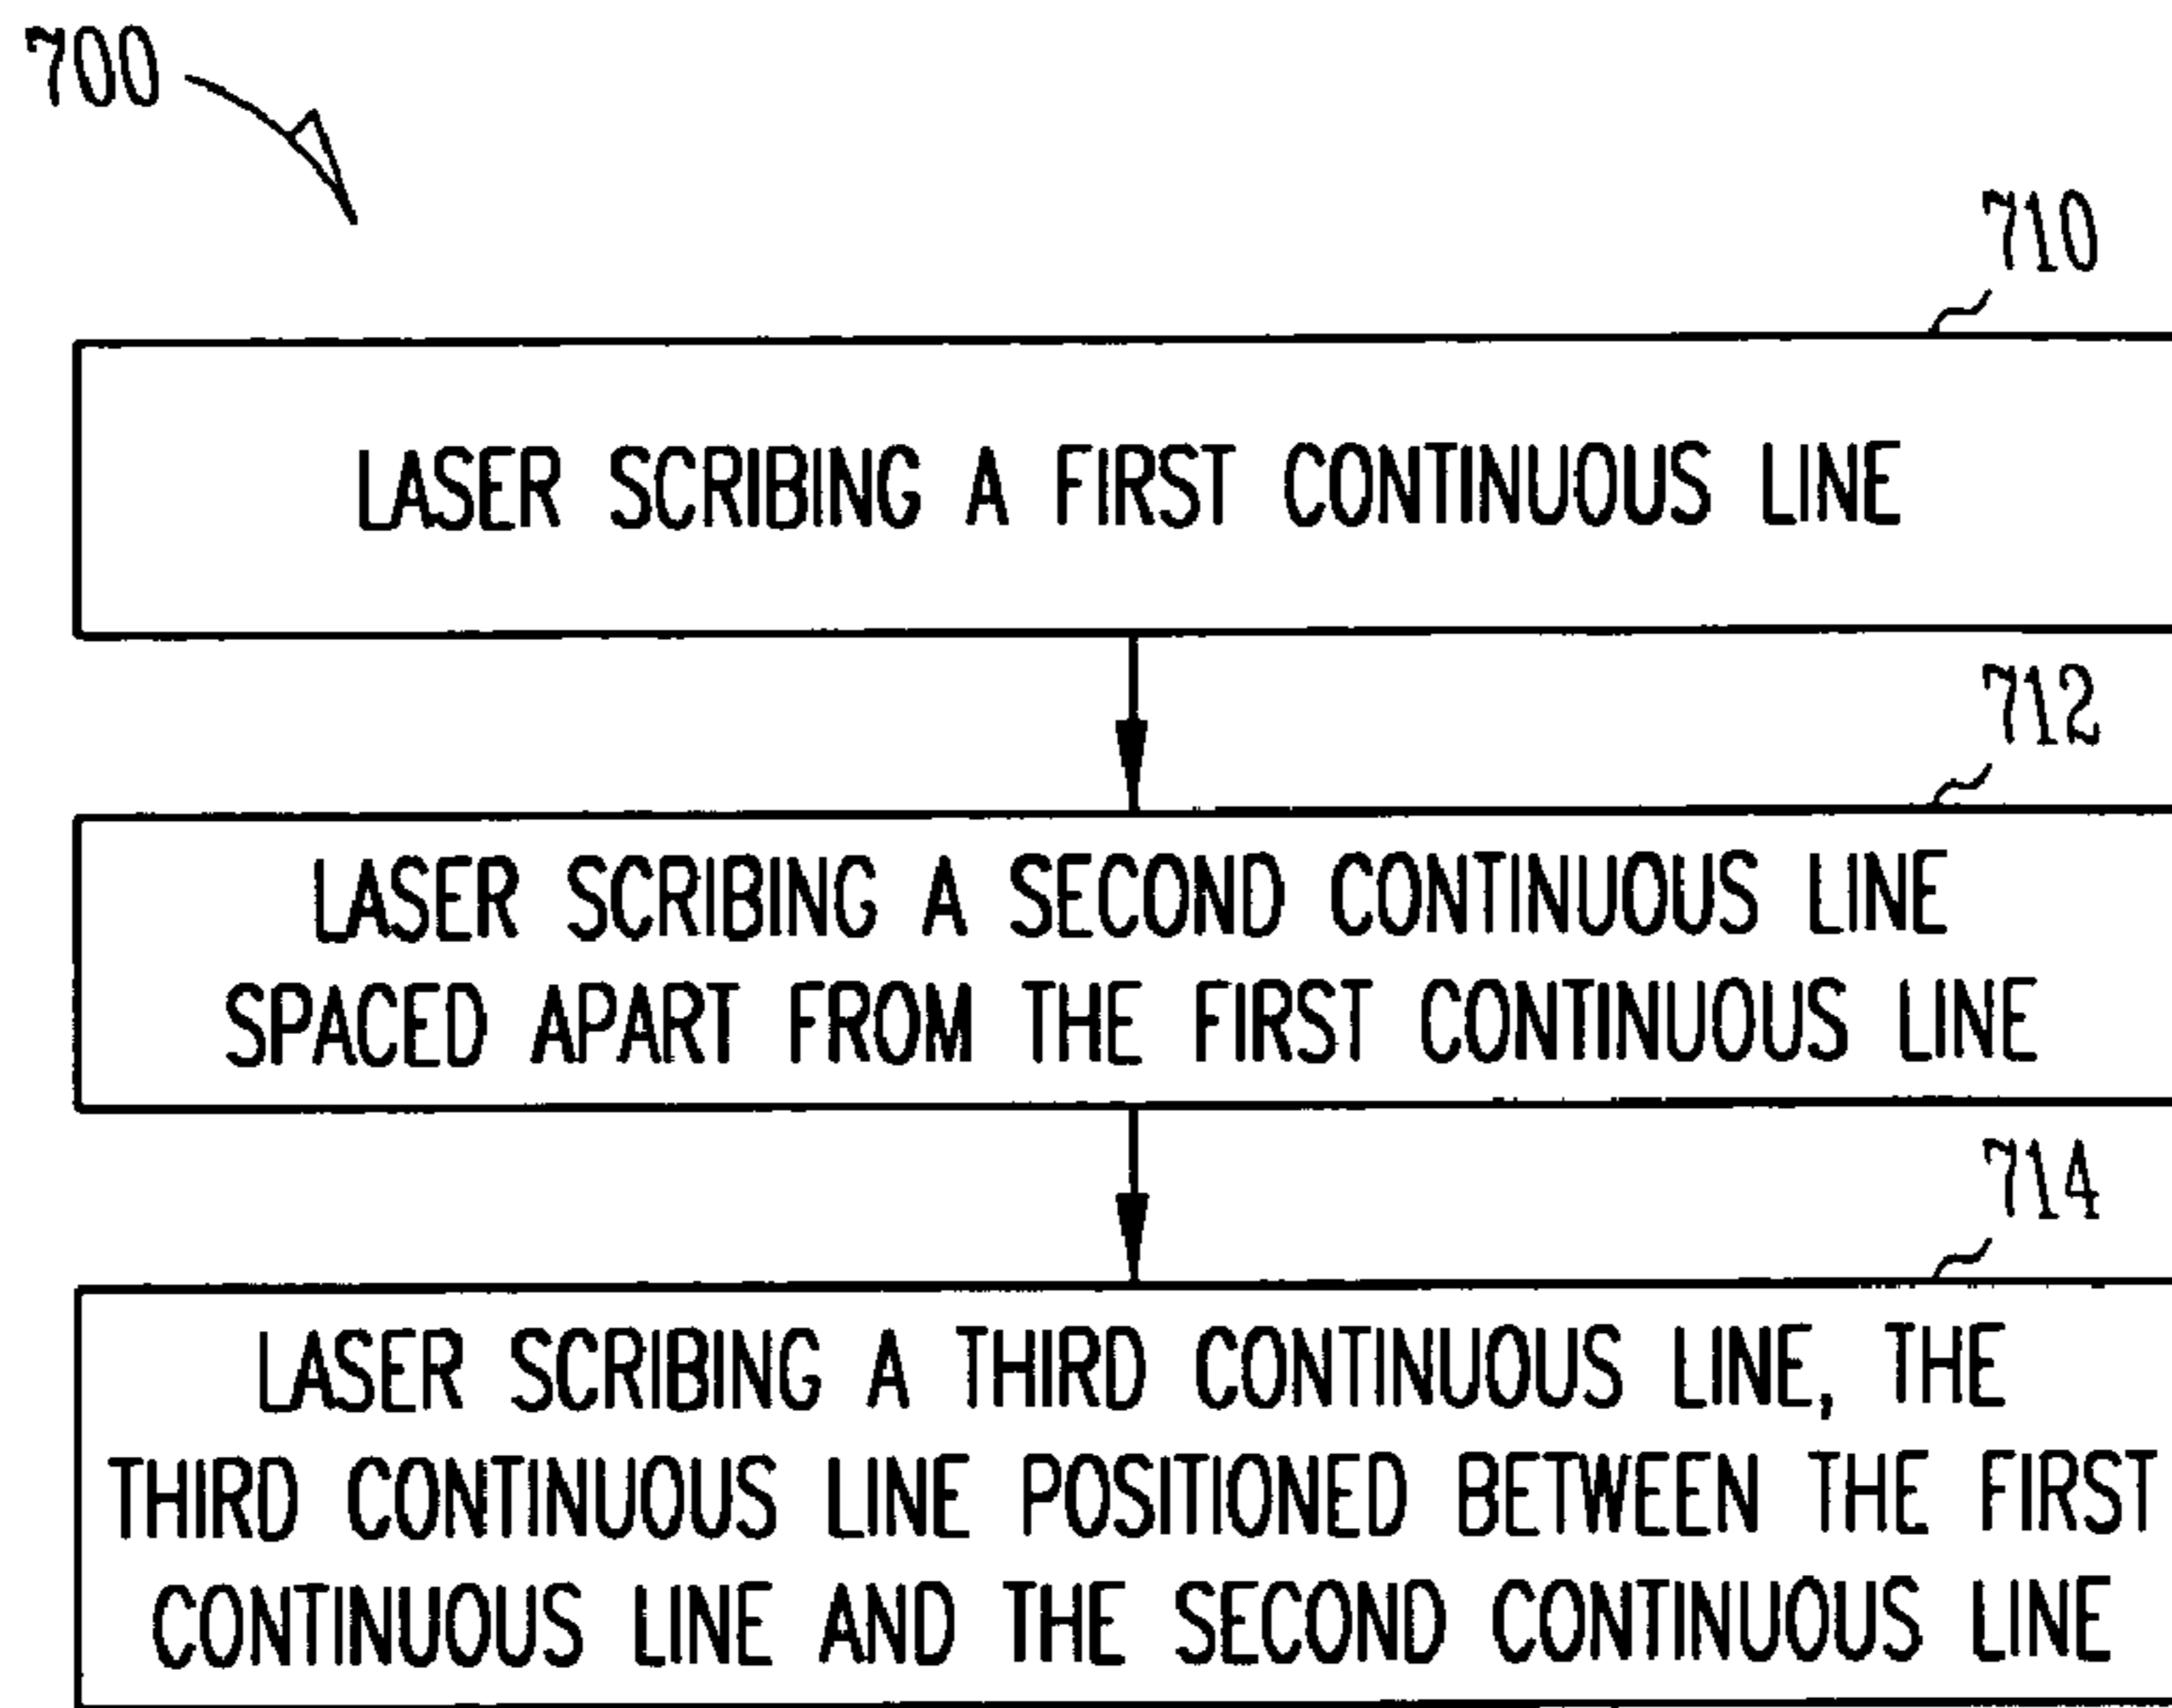 700
710
LASER SCRIBING A FIRST CONTINUOUS LINE
712
LASER SCRIBING A SECOND CONTINUOUS LINE
SPACED APART FROM THE FIRST CONTINUOUS LINE
714
LASER SCRIBING A THIRD CONTINUOUS LINE, THE
THIRD CONTINUOUS LINE POSITIONED BETWEEN THE FIRST
CONTINUOUS LINE AND THE SECOND CONTINUOUS LINE